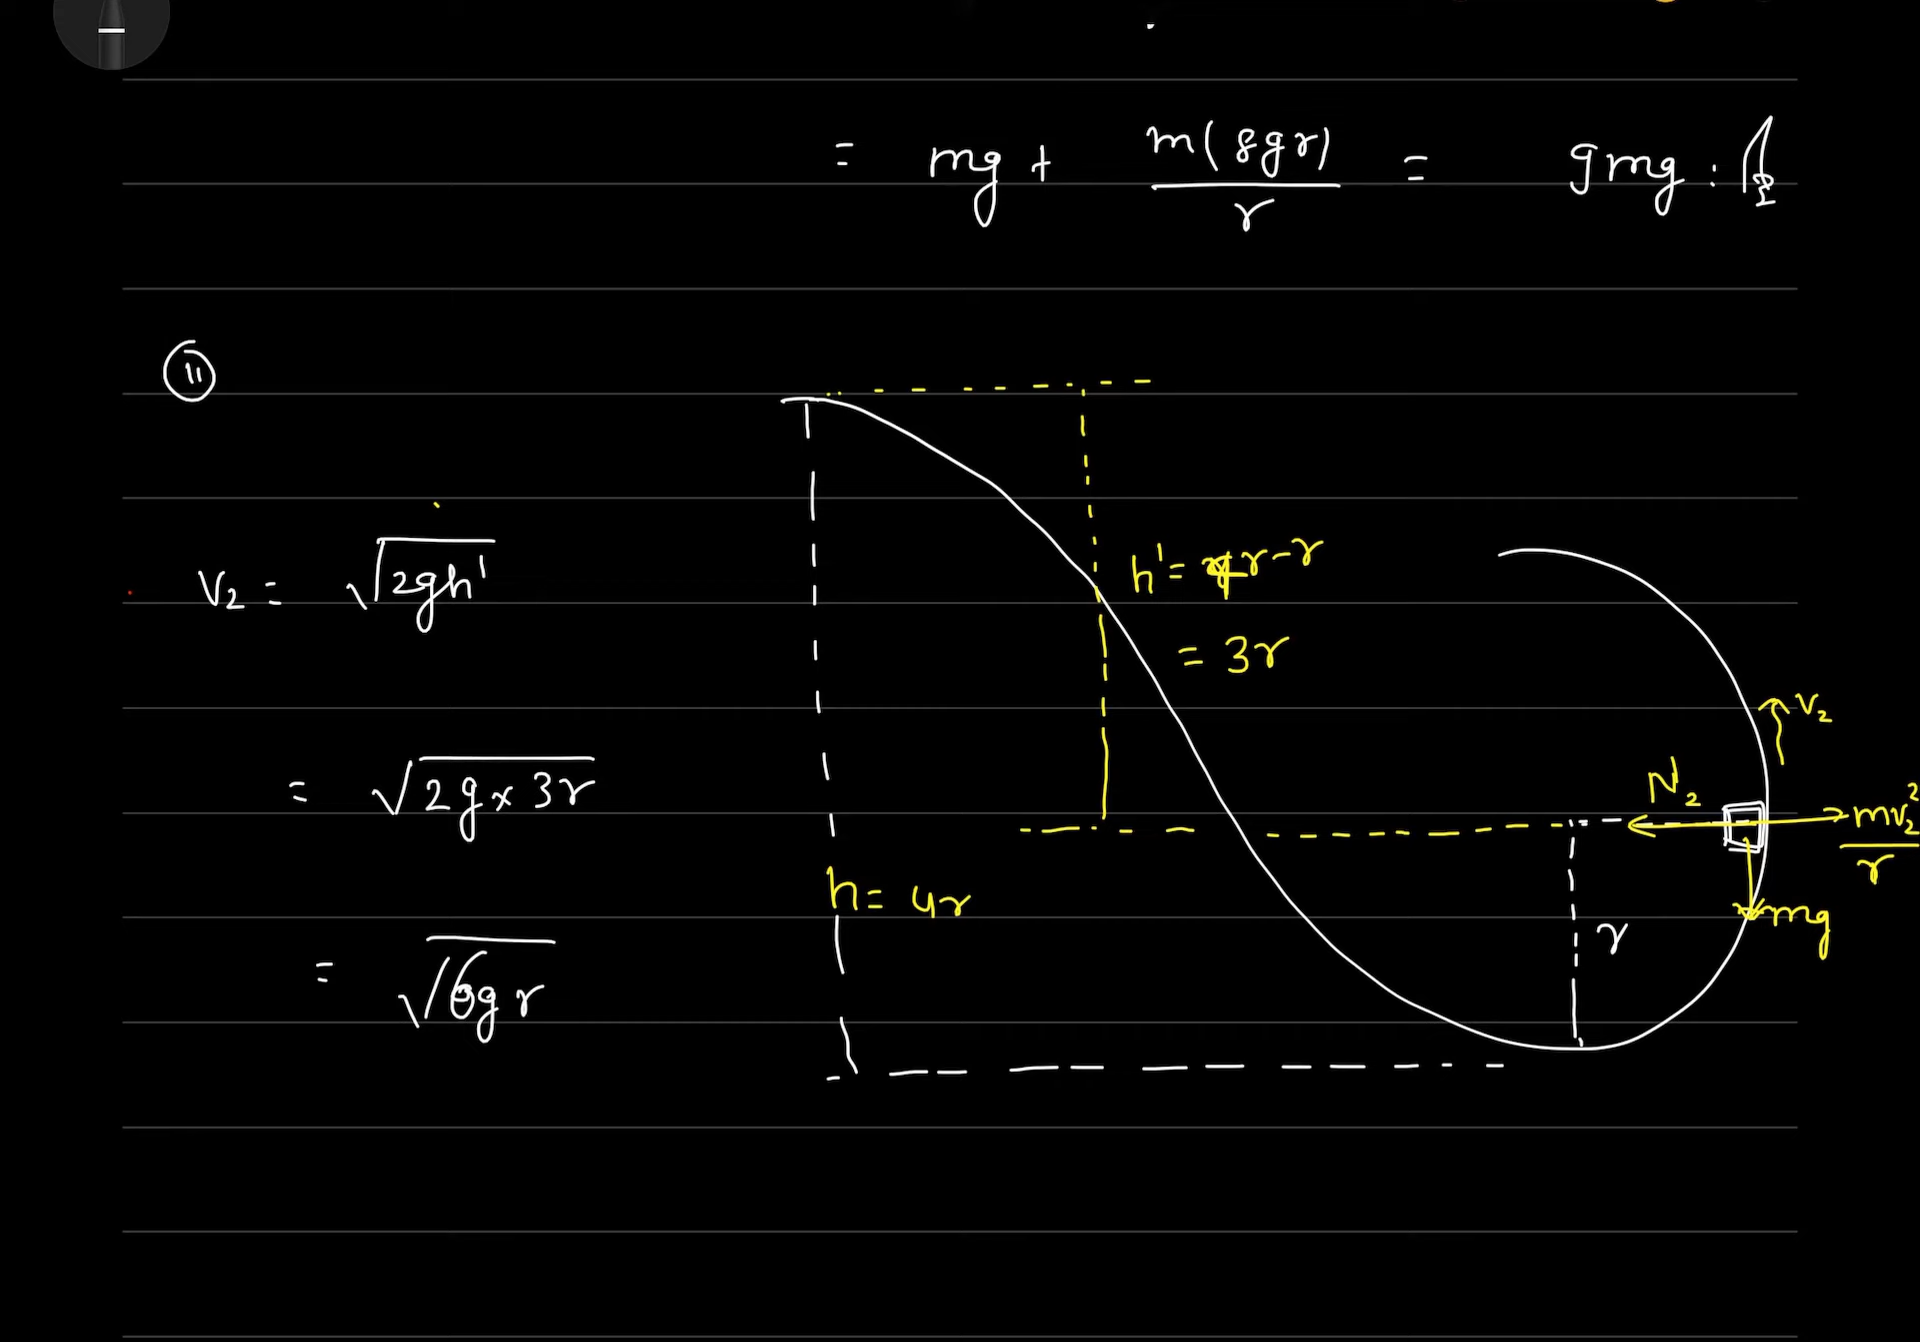 = mg + m(8gr)/r = 9mg :
(11)
V₂ = √2gh'
= √2g × 3r
= √6gr
h' = 4r-r
= 3r
h = 4r
V₂
N₂
mv₂²/r
mg
r